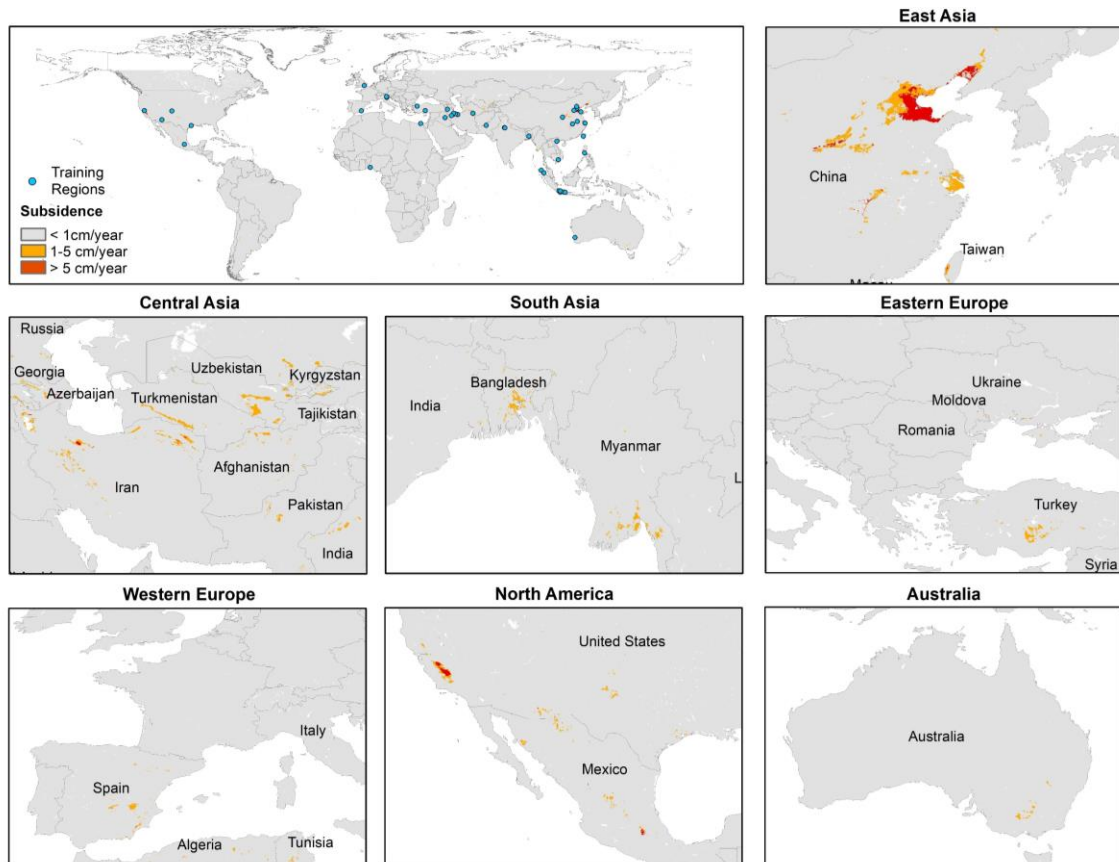 East Asia
Training
Regions
Subsidence
< 1cm/year
1-5 cm/year
> 5 cm/year
China
Taiwan
Central Asia
South Asia
Eastern Europe
Russia
Georgia
Azerbaijan
Uzbekistan
Kyrgyzstan
Turkmenistan
Tajikistan
Afghanistan
Iran
Pakistan
India
Bangladesh
India
Myanmar
L
Ukraine
Moldova
Romania
Turkey
Syria
Western Europe
North America
Australia
Italy
Spain
Algeria
Tunisia
United States
Mexico
Australia